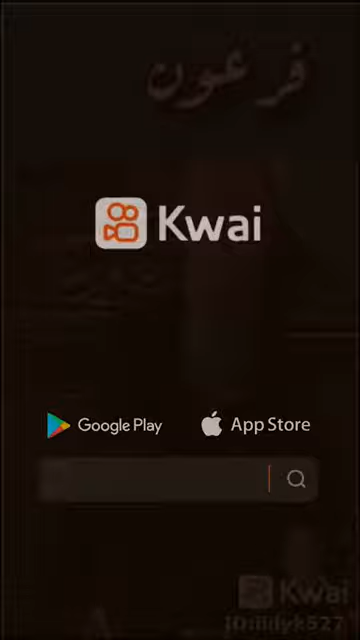 فرعون
Kwai
Google Play
App Store
Kwai